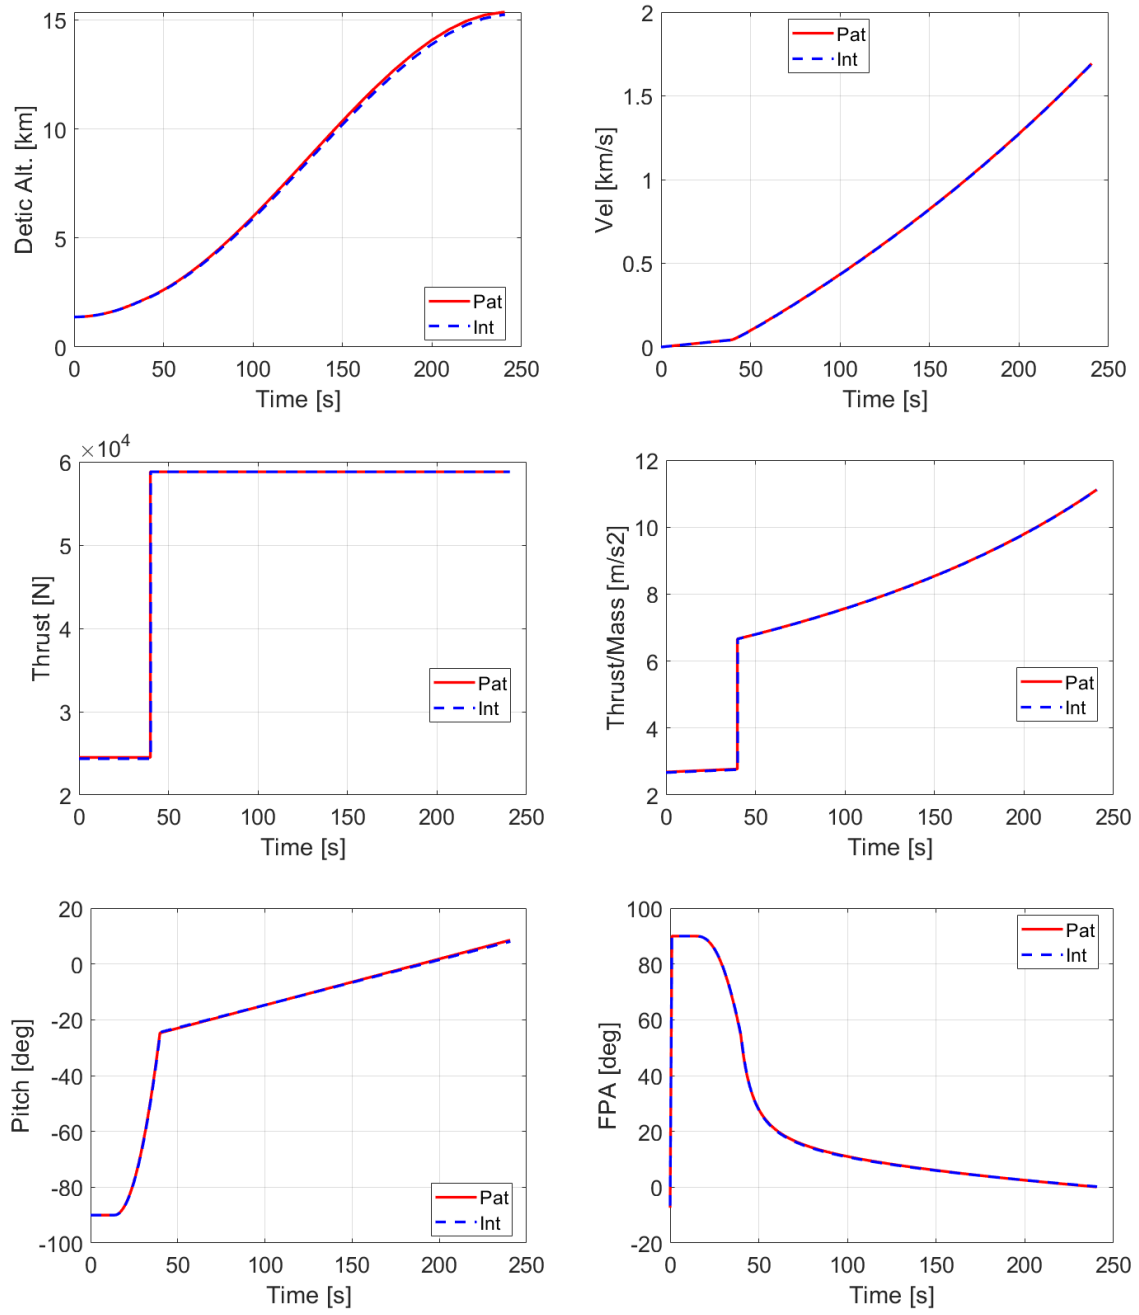 15
10
5
0
Detic Alt. [km]
Pat
Int
0 50 100 150 200 250
Time [s]
2
1.5
1
0.5
0
Vel [km/s]
Pat
Int
0 50 100 150 200 250
Time [s]
×10^4
6
5
4
3
2
Thrust [N]
Pat
Int
0 50 100 150 200 250
Time [s]
12
10
8
6
4
2
Thrust/Mass [m/s2]
Pat
Int
0 50 100 150 200 250
Time [s]
20
0
-20
-40
-60
-80
-100
Pitch [deg]
Pat
Int
0 50 100 150 200 250
Time [s]
100
80
60
40
20
0
-20
FPA [deg]
Pat
Int
0 50 100 150 200 250
Time [s]